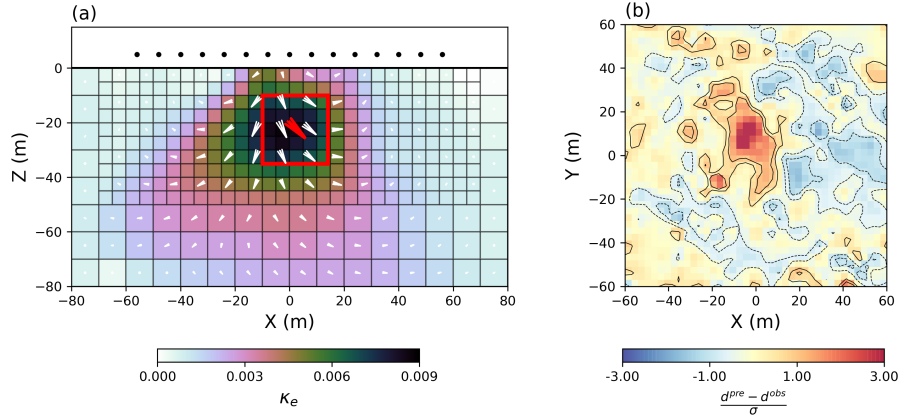 (a)
0
−20
−40
−60
−80
Z (m)
−80 −60 −40 −20 0 20 40 60 80
X (m)
0.000 0.003 0.006 0.009
κₑ
(b)
60
40
20
0
−20
−40
−60
Y (m)
−60 −40 −20 0 20 40 60
X (m)
-3.00 -1.00 1.00 3.00
d^{pre} − d^{obs}
σ